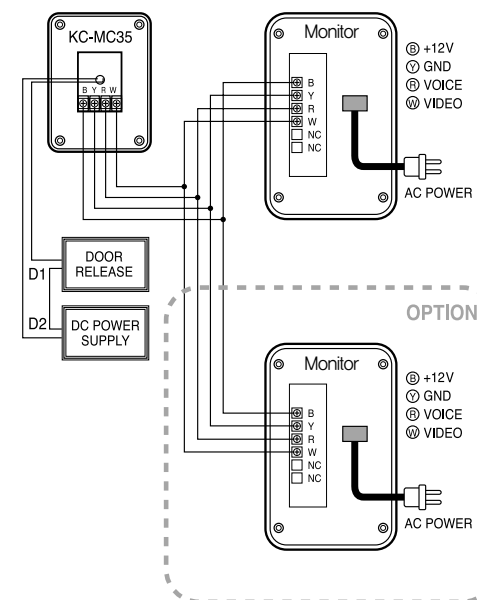 KC-MC35
B Y R W
Monitor
B
Y
R
W
NC
NC
Ⓑ +12V
Ⓨ GND
Ⓡ VOICE
Ⓦ VIDEO
AC POWER
DOOR
RELEASE
D1
D2
DC POWER
SUPPLY
OPTION
Monitor
B
Y
R
W
NC
NC
Ⓑ +12V
Ⓨ GND
Ⓡ VOICE
Ⓦ VIDEO
AC POWER